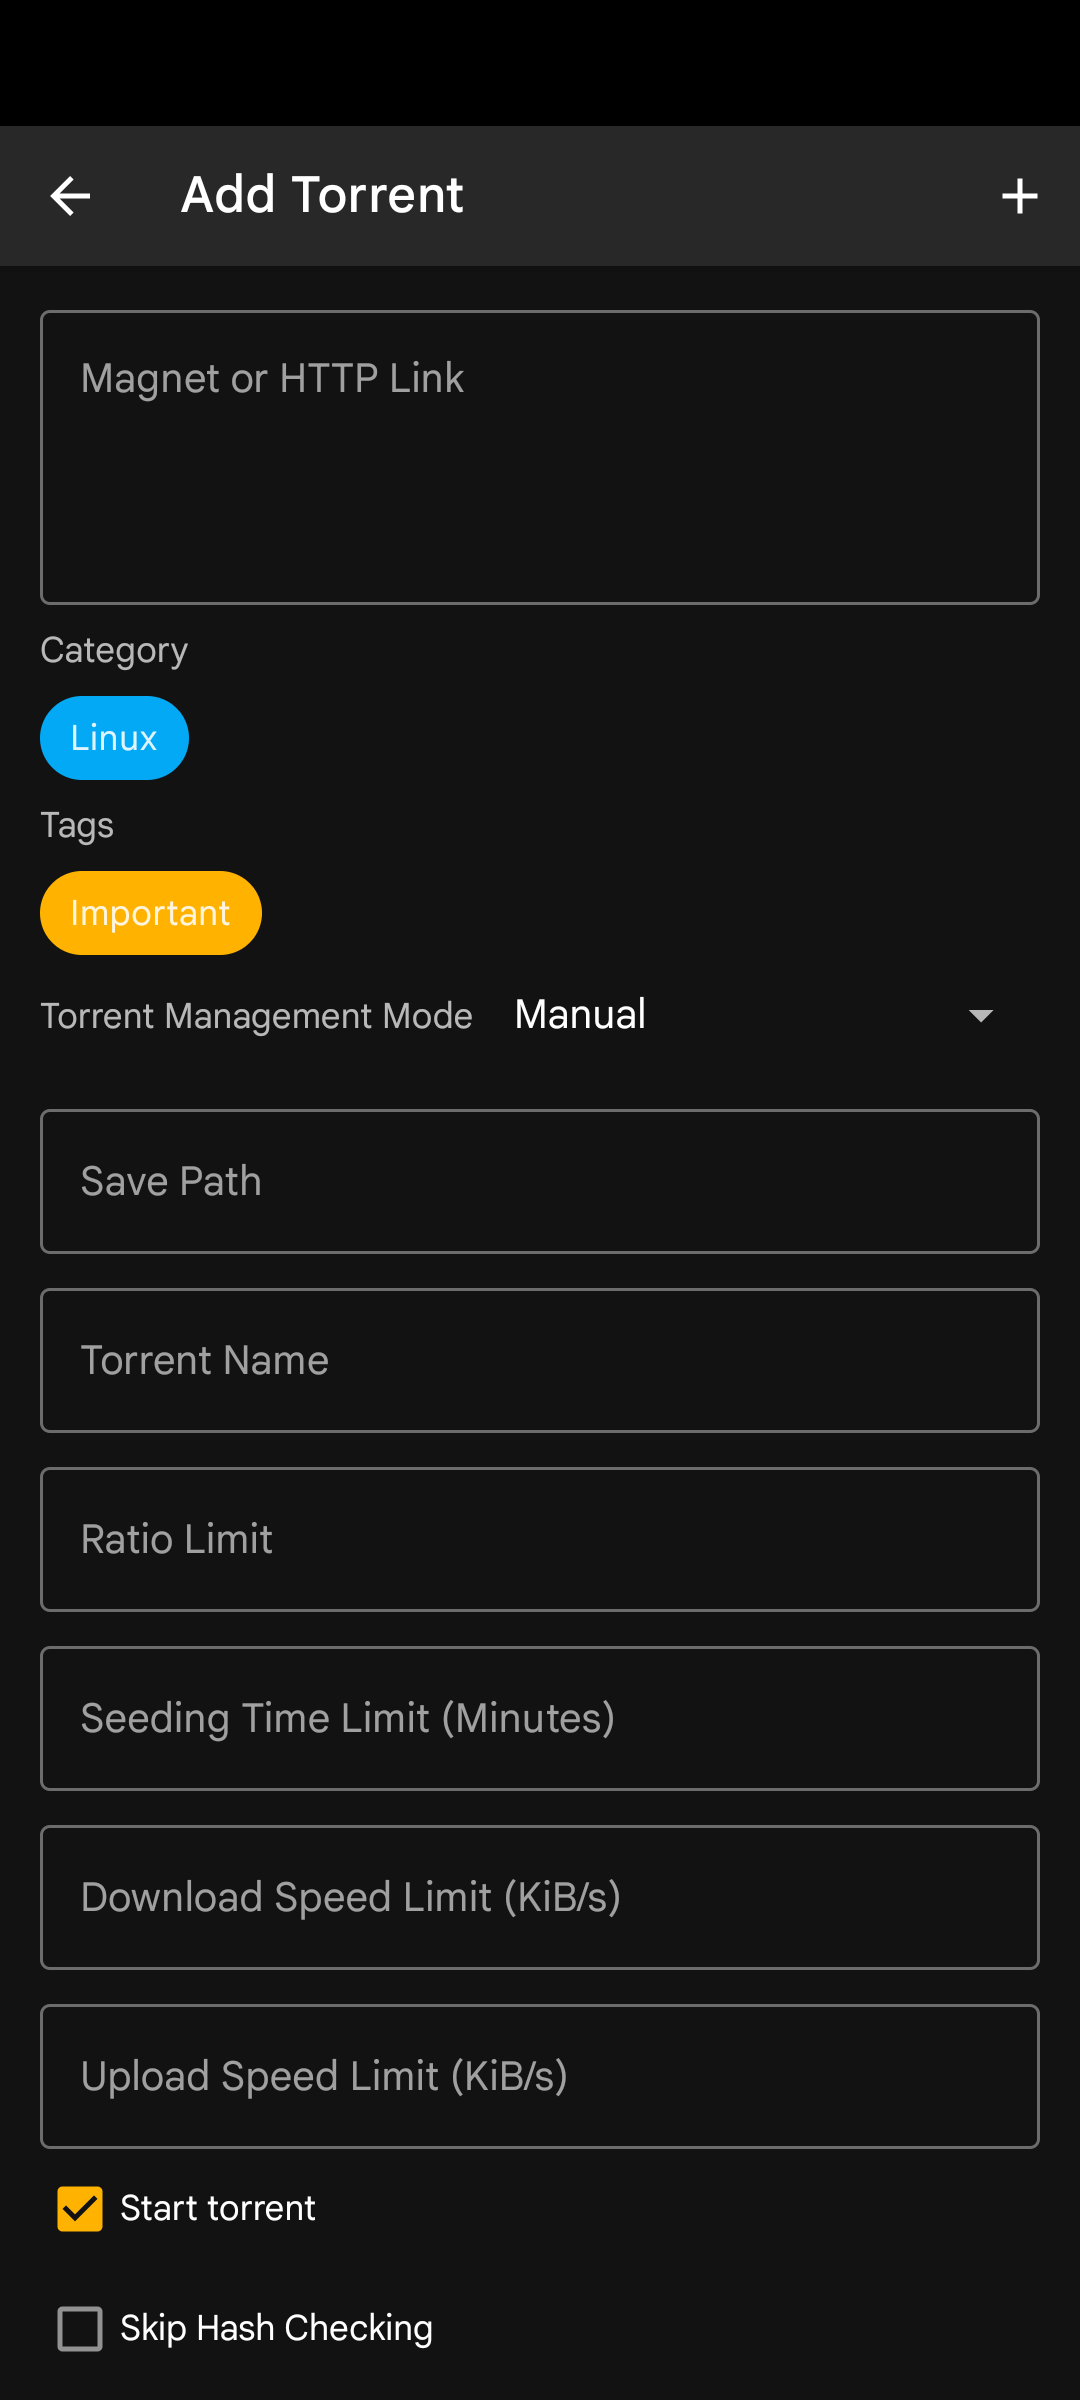 Add Torrent
Magnet or HTTP Link
Category
Linux
Tags
Important
Torrent Management Mode Manual
Save Path
Torrent Name
Ratio Limit
Seeding Time Limit (Minutes)
Download Speed Limit (KiB/s)
Upload Speed Limit (KiB/s)
Start torrent
Skip Hash Checking